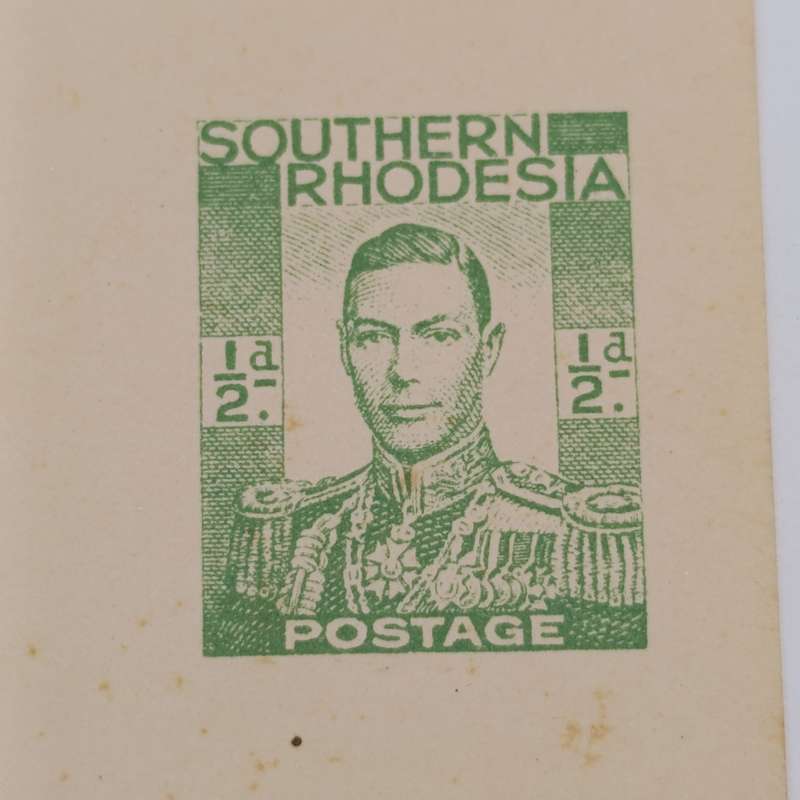 SOUTHERN
RHODESIA
½d. ½d.
POSTAGE